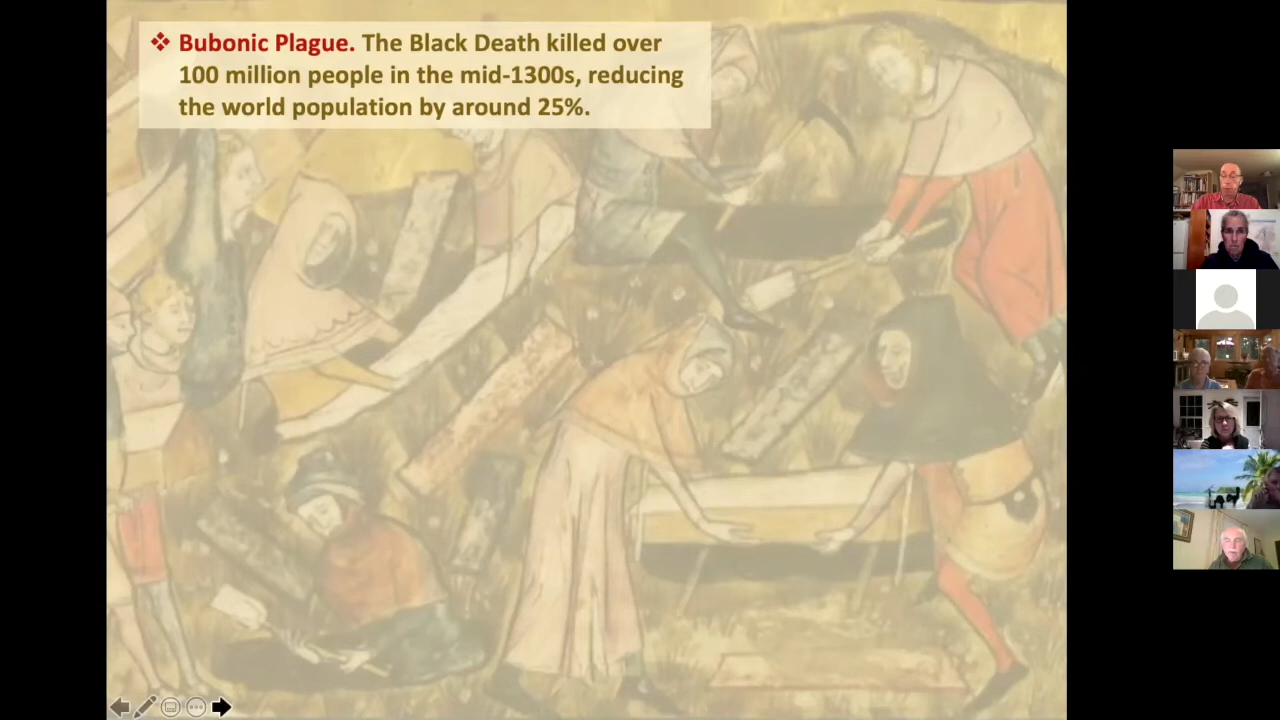 ❖ Bubonic Plague. The Black Death killed over
100 million people in the mid-1300s, reducing
the world population by around 25%.